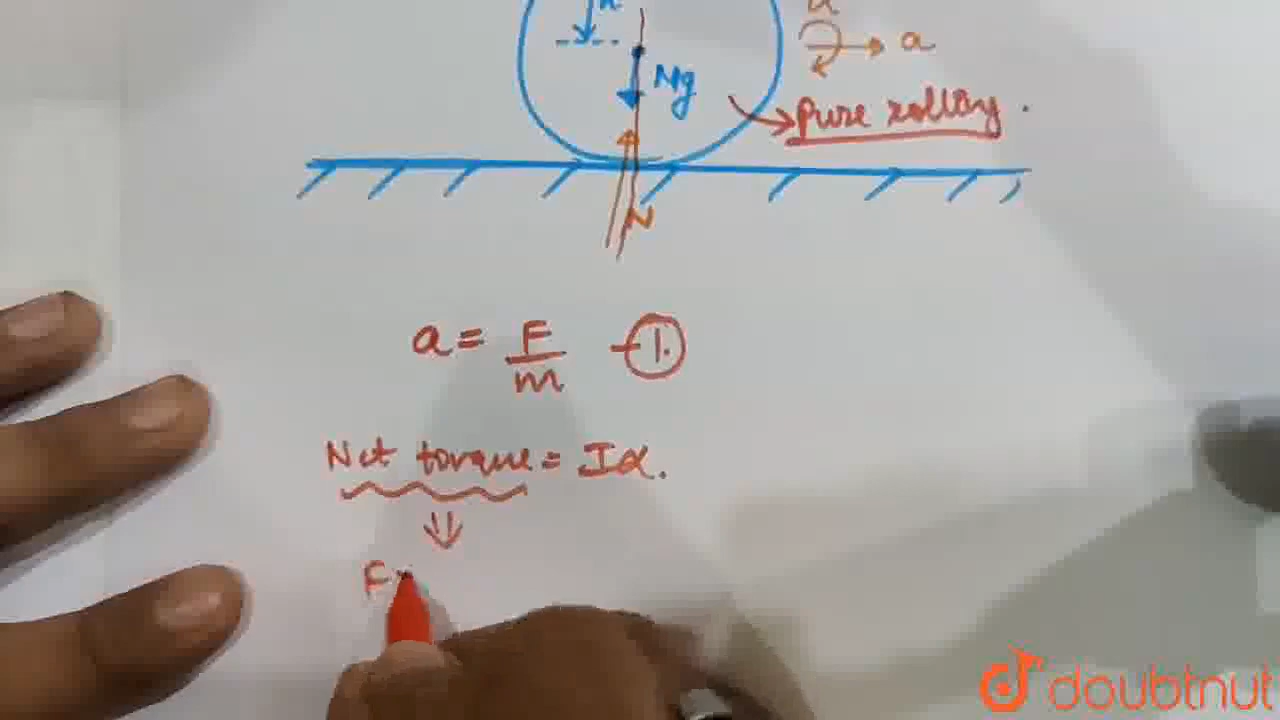 h
α
a
Mg
Pure rolling.
N
a = F/m -①.
Net torque = Iα.
⇓
F
doubtnut